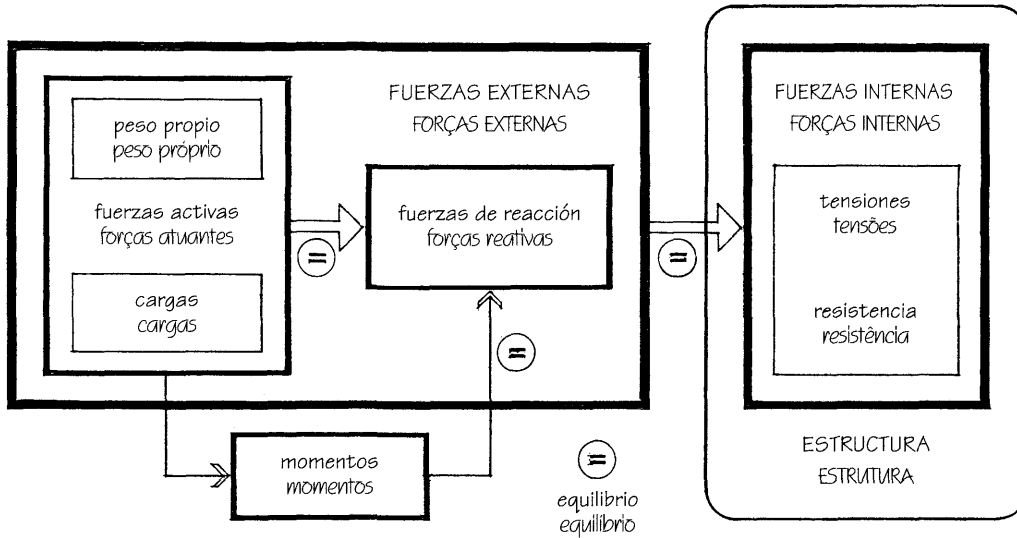 FUERZAS EXTERNAS
FORÇAS EXTERNAS
peso propio
peso próprio
fuerzas activas
forças atuantes
cargas
cargas
=
fuerzas de reacción
forças reativas
=
momentos
momentos
=
FUERZAS INTERNAS
FORÇAS INTERNAS
tensiones
tensões
resistencia
resistência
ESTRUCTURA
ESTRUTURA
=
equilibrio
equilíbrio